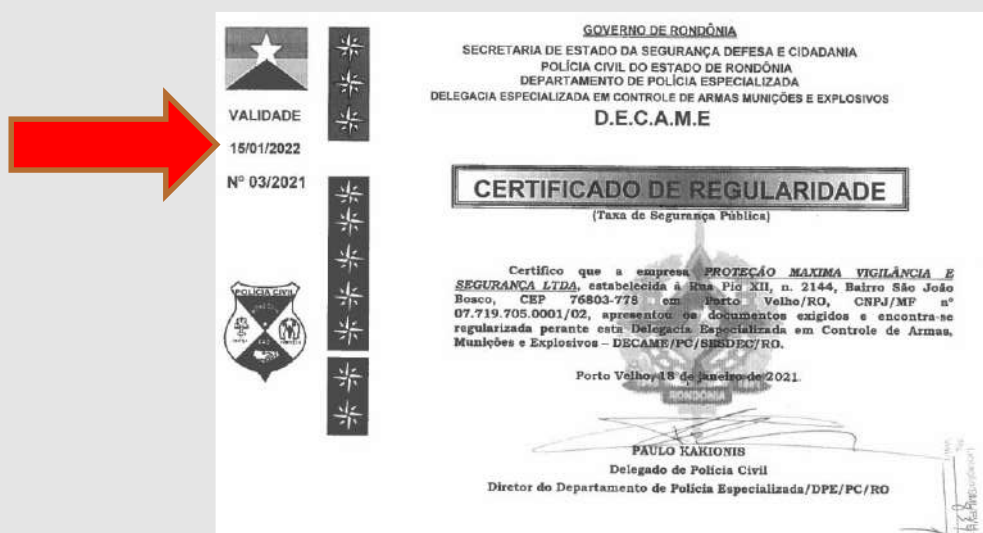 GOVERNO DE RONDÔNIA
SECRETARIA DE ESTADO DA SEGURANÇA DEFESA E CIDADANIA
POLÍCIA CIVIL DO ESTADO DE RONDÔNIA
DEPARTAMENTO DE POLÍCIA ESPECIALIZADA
DELEGACIA ESPECIALIZADA EM CONTROLE DE ARMAS MUNIÇÕES E EXPLOSIVOS
D.E.C.A.M.E
VALIDADE
15/01/2022
Nº 03/2021
CERTIFICADO DE REGULARIDADE
(Taxa de Segurança Pública)
Certifico que a empresa PROTEÇÃO MAXIMA VIGILÂNCIA E
SEGURANÇA LTDA, estabelecida à Rua Pio XII, n. 2144, Bairro São João
Bosco, CEP 76803-778 em Porto Velho/RO, CNPJ/MF nº
07.719.705.0001/02, apresentou os documentos exigidos e encontra-se
regularizada perante esta Delegacia Especializada em Controle de Armas,
Munições e Explosivos – DECAME/PC/SESDEC/RO.
Porto Velho, 18 de janeiro de 2021.
POLÍCIA CIVIL
RONDÔNIA
PAULO KAKIONIS
Delegado de Polícia Civil
Diretor do Departamento de Polícia Especializada/DPE/PC/RO